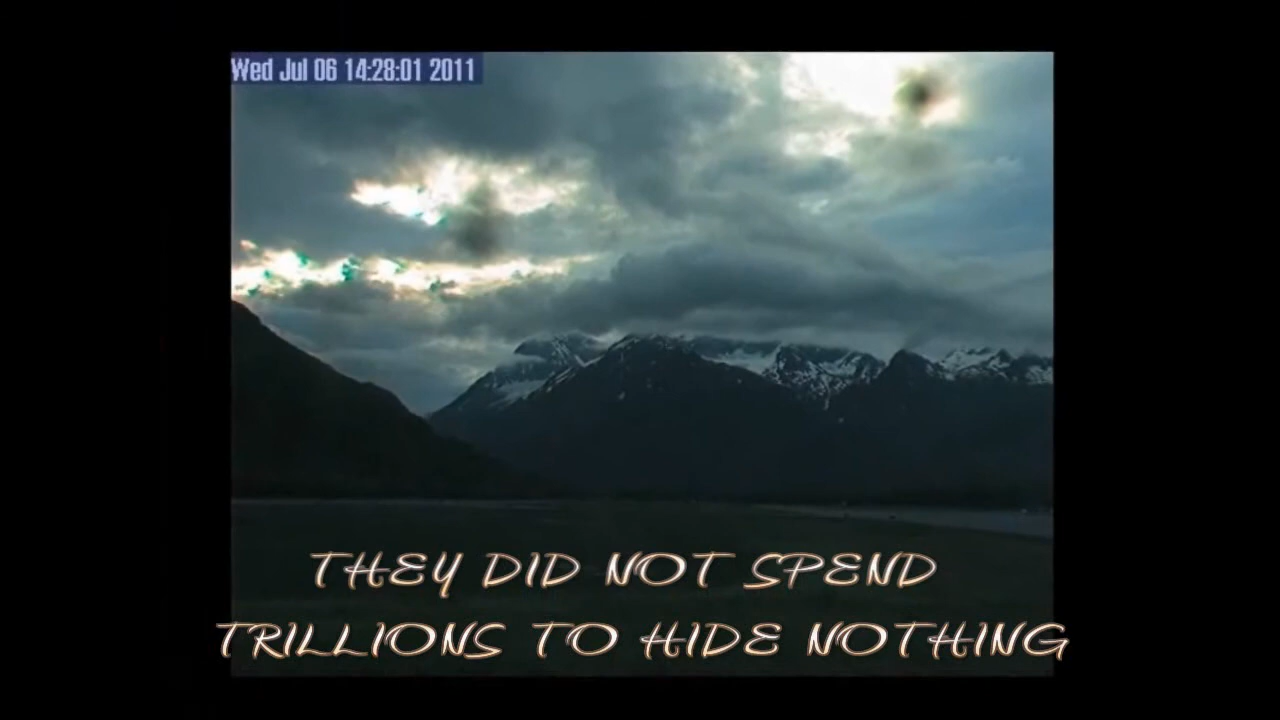 Wed Jul 06 14:28:01 2011
THEY DID NOT SPEND
TRILLIONS TO HIDE NOTHING